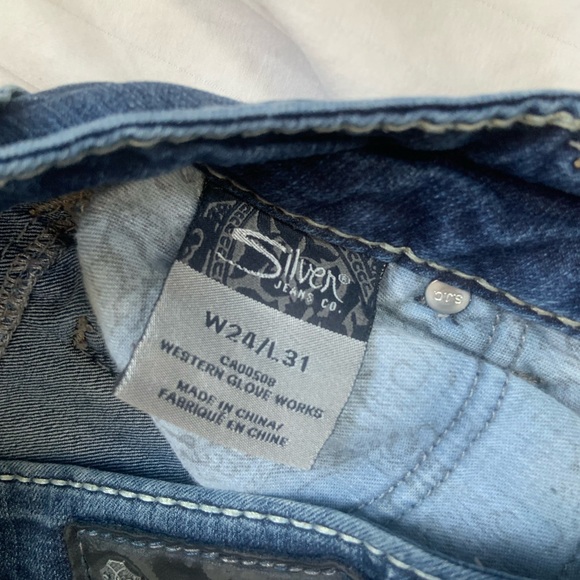 Silver®
JEANS CO.
W24/L31
CA00508
WESTERN GLOVE WORKS
MADE IN CHINA/
FABRIQUÉ EN CHINE